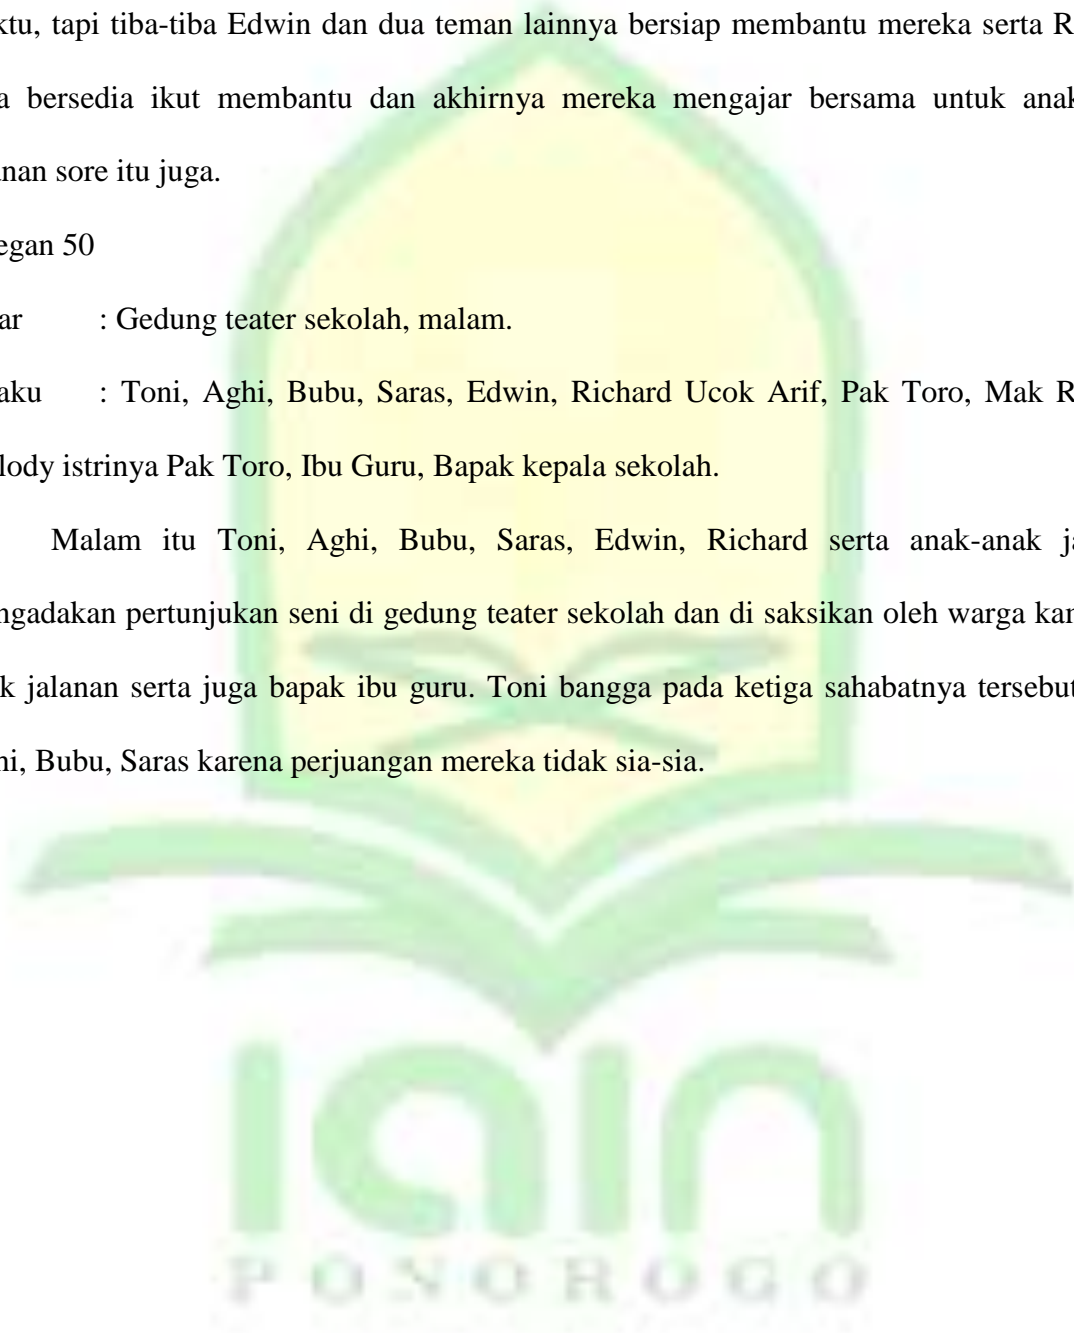 ktu, tapi tiba-tiba Edwin dan dua teman lainnya bersiap membantu mereka serta R
a bersedia ikut membantu dan akhirnya mereka mengajar bersama untuk anak
nan sore itu juga.
egan 50
ar : Gedung teater sekolah, malam.
aku : Toni, Aghi, Bubu, Saras, Edwin, Richard Ucok Arif, Pak Toro, Mak R
lody istrinya Pak Toro, Ibu Guru, Bapak kepala sekolah.
Malam itu Toni, Aghi, Bubu, Saras, Edwin, Richard serta anak-anak ja
ngadakan pertunjukan seni di gedung teater sekolah dan di saksikan oleh warga kan
k jalanan serta juga bapak ibu guru. Toni bangga pada ketiga sahabatnya tersebut
ni, Bubu, Saras karena perjuangan mereka tidak sia-sia.
iain
PONOROGO